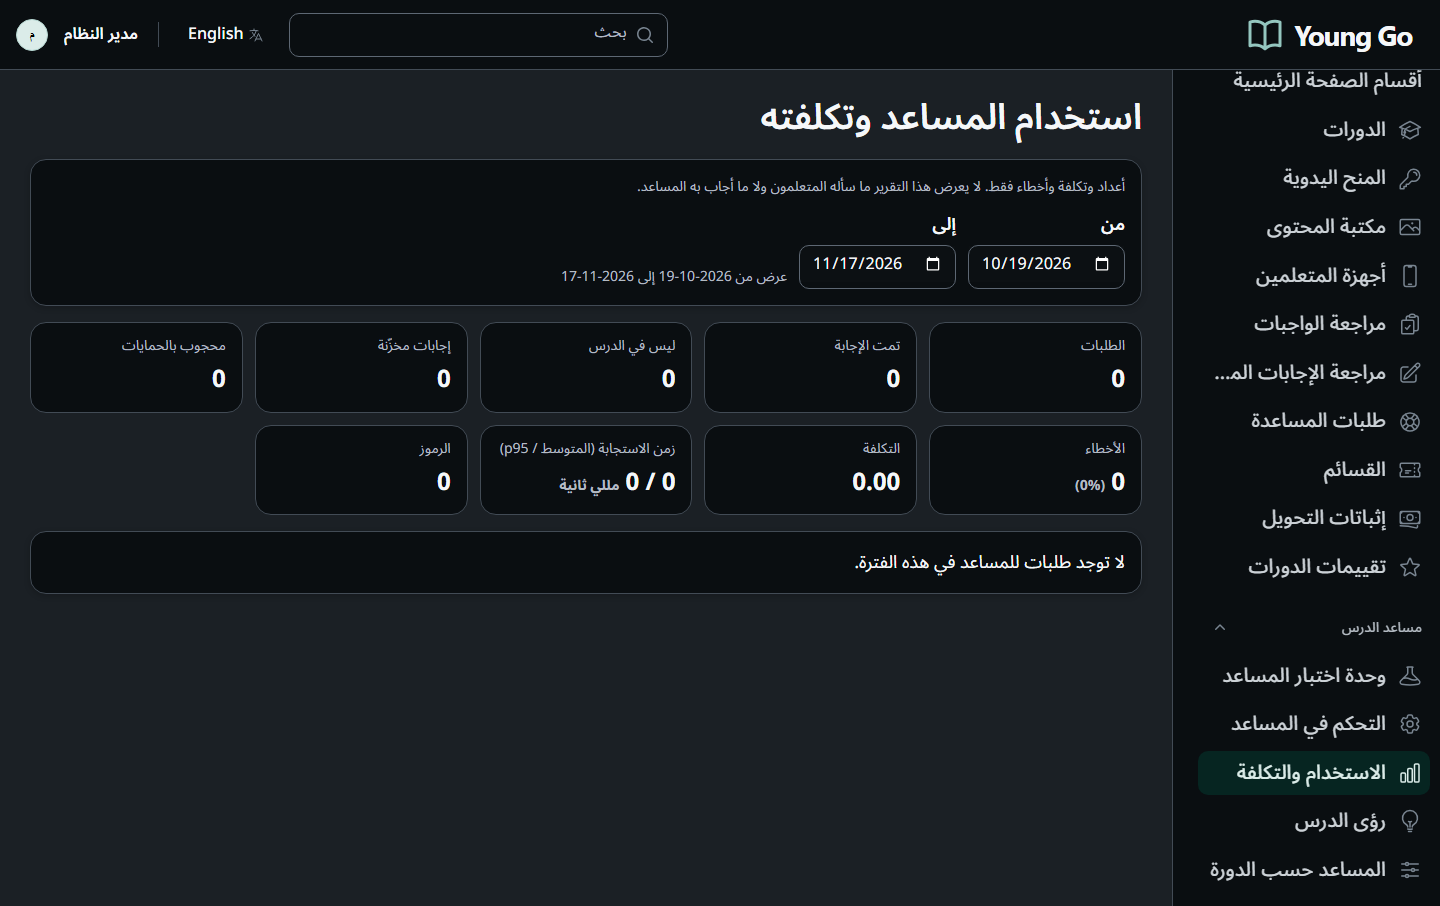 Young Go
بحث
English
مدير النظام
م
أقسام الصفحة الرئيسية
الدورات
المنح اليدوية
مكتبة المحتوى
أجهزة المتعلمين
مراجعة الواجبات
مراجعة الإجابات الم...
طلبات المساعدة
القسائم
إثباتات التحويل
تقييمات الدورات
مساعد الدرس
وحدة اختبار المساعد
التحكم في المساعد
الاستخدام والتكلفة
رؤى الدرس
المساعد حسب الدورة
استخدام المساعد وتكلفته
أعداد وتكلفة وأخطاء فقط. لا يعرض هذا التقرير ما سأله المتعلمون ولا ما أجاب به المساعد.
من
10/19/2026
إلى
11/17/2026
عرض من 2026-10-19 إلى 2026-11-17
الطلبات
0
تمت الإجابة
0
ليس في الدرس
0
إجابات مخزّنة
0
محجوب بالحمايات
0
الأخطاء
0 (0%)
التكلفة
0.00
زمن الاستجابة (المتوسط / p95)
0 / 0 مللي ثانية
الرموز
0
لا توجد طلبات للمساعد في هذه الفترة.